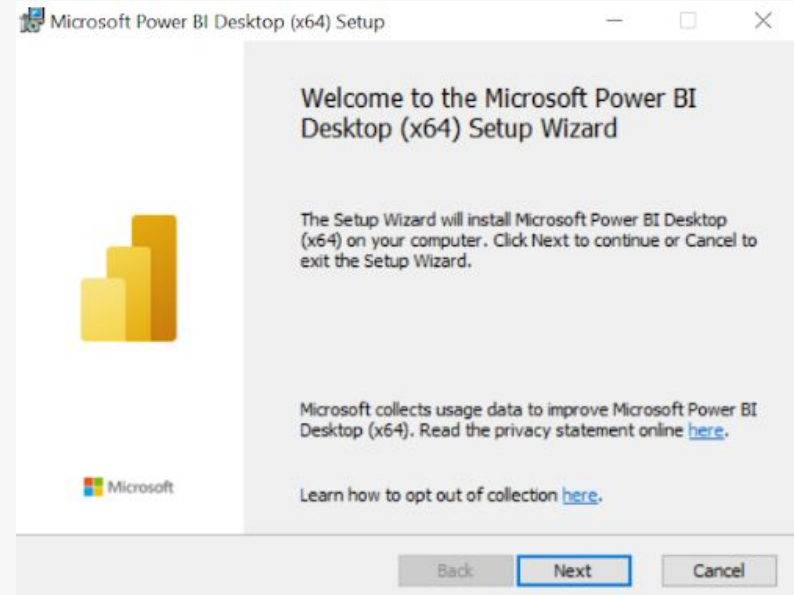 Microsoft Power BI Desktop (x64) Setup
Welcome to the Microsoft Power BI
Desktop (x64) Setup Wizard
The Setup Wizard will install Microsoft Power BI Desktop
(x64) on your computer. Click Next to continue or Cancel to
exit the Setup Wizard.
Microsoft collects usage data to improve Microsoft Power BI
Desktop (x64). Read the privacy statement online here.
Microsoft
Learn how to opt out of collection here.
Back
Next
Cancel